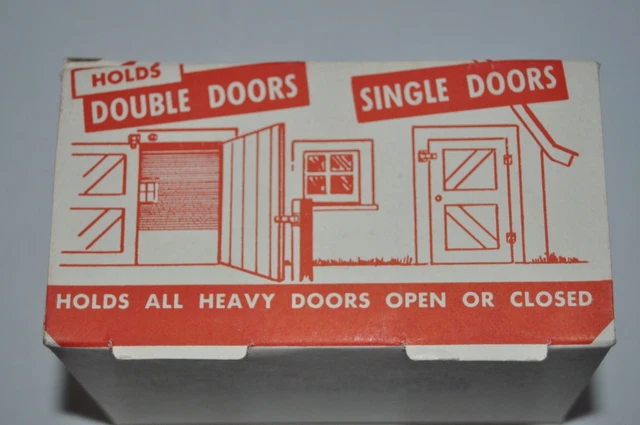 HOLDS
DOUBLE DOORS
SINGLE DOORS
HOLDS ALL HEAVY DOORS OPEN OR CLOSED